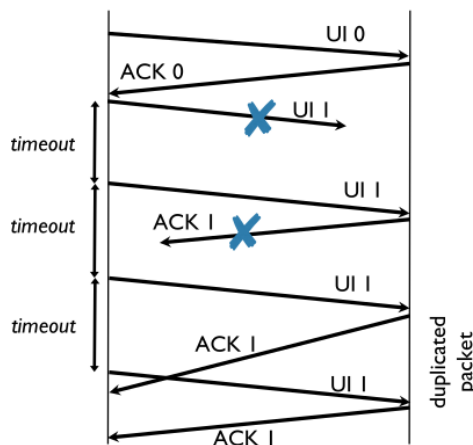 UI 0
ACK 0
UI 1
timeout
UI 1
ACK 1
timeout
UI 1
timeout
ACK 1
UI 1
ACK 1
duplicated
packet